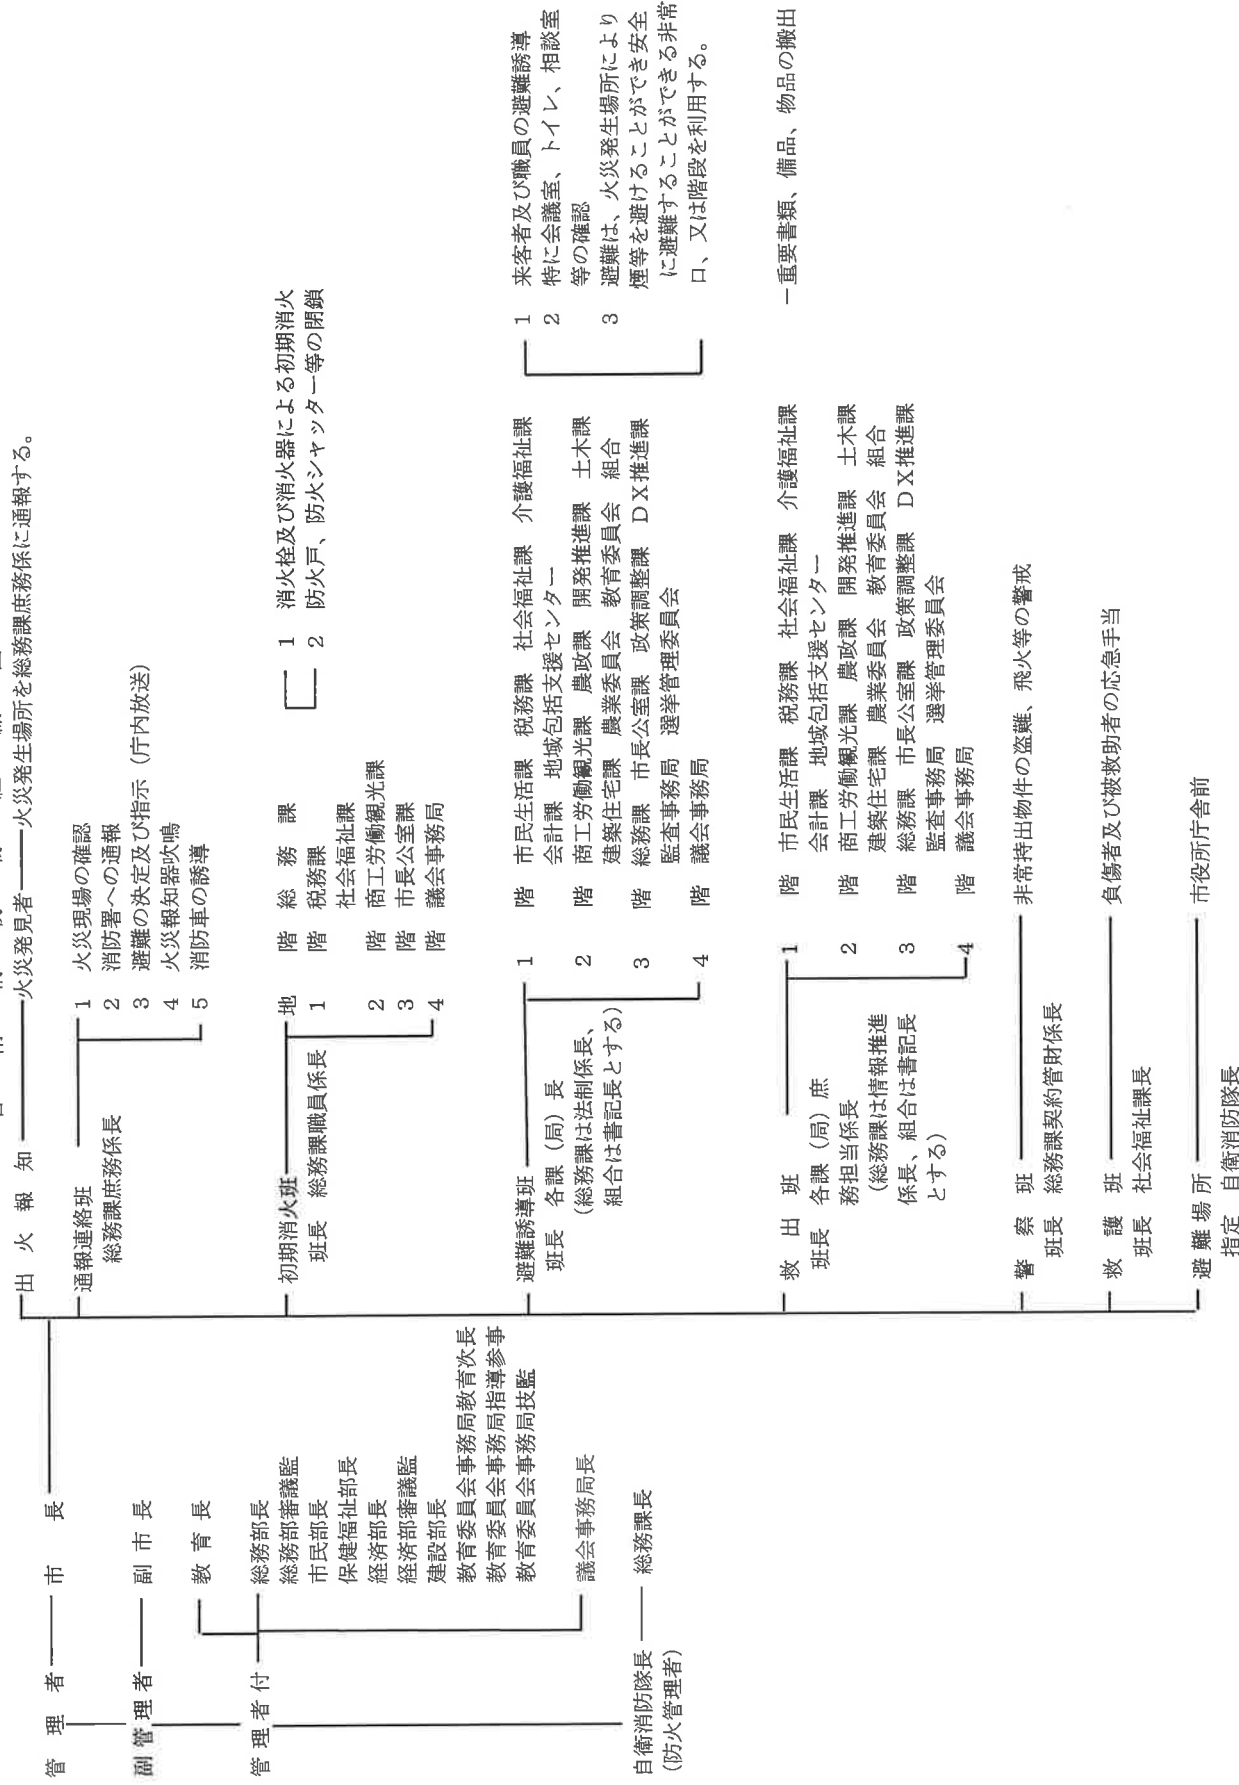 管理者 市長
副管理者 副市長
管理者付
教育長
総務部長
総務部審議監
市民部長
保健福祉部長
経済部長
経済部審議監
建設部長
教育委員会事務局教育次長
教育委員会事務局指導参事
教育委員会事務局技監
議会事務局長
自衛消防隊長 総務課長
(防火管理者)
出火報知 火災発見者 火災発生場所を総務課庶務係に通報する。
通報連絡班
総務課庶務係長
1 火災現場の確認
2 消防署への通報
3 避難の決定及び指示(庁内放送)
4 火災報知器吹鳴
5 消防車の誘導
初期消火班
班長 総務課職員係長
地階 総務課
1階 税務課
社会福祉課
2階 商工労働観光課
3階 市長公室課
4階 議会事務局
1 消火栓及び消火器による初期消火
2 防火戸、防火シャッター等の閉鎖
避難誘導班
班長 各課(局)長
(総務課は法制係長、
組合は書記長とする)
1階 市民生活課 税務課 社会福祉課 介護福祉課
会計課 地域包括支援センター
2階 商工労働観光課 農政課 開発推進課 土木課
建築住宅課 農業委員会 教育委員会 組合
3階 総務課 市長公室課 政策調整課 DX推進課
監査事務局 選挙管理委員会
4階 議会事務局
1 来客者及び職員の避難誘導
2 特に会議室、トイレ、相談室
等の確認
3 避難は、火災発生場所により
煙等を避けることができ安全
に避難することができる非常
口、又は階段を利用する。
救出班
班長 各課(局)庶
務担当係長
(総務課は情報推進
係長、組合は書記長
とする)
1階 市民生活課 税務課 社会福祉課 介護福祉課
会計課 地域包括支援センター
2階 商工労働観光課 農政課 開発推進課 土木課
建築住宅課 農業委員会 教育委員会 組合
3階 総務課 市長公室課 政策調整課 DX推進課
監査事務局 選挙管理委員会
4階 議会事務局
－重要書類、備品、物品の搬出
警察班 非常持出物件の盗難、飛火等の警戒
班長 総務課契約管財係長
救護班 負傷者及び被救助者の応急手当
班長 社会福祉課長
避難場所 市役所庁舎前
指定 自衛消防隊長